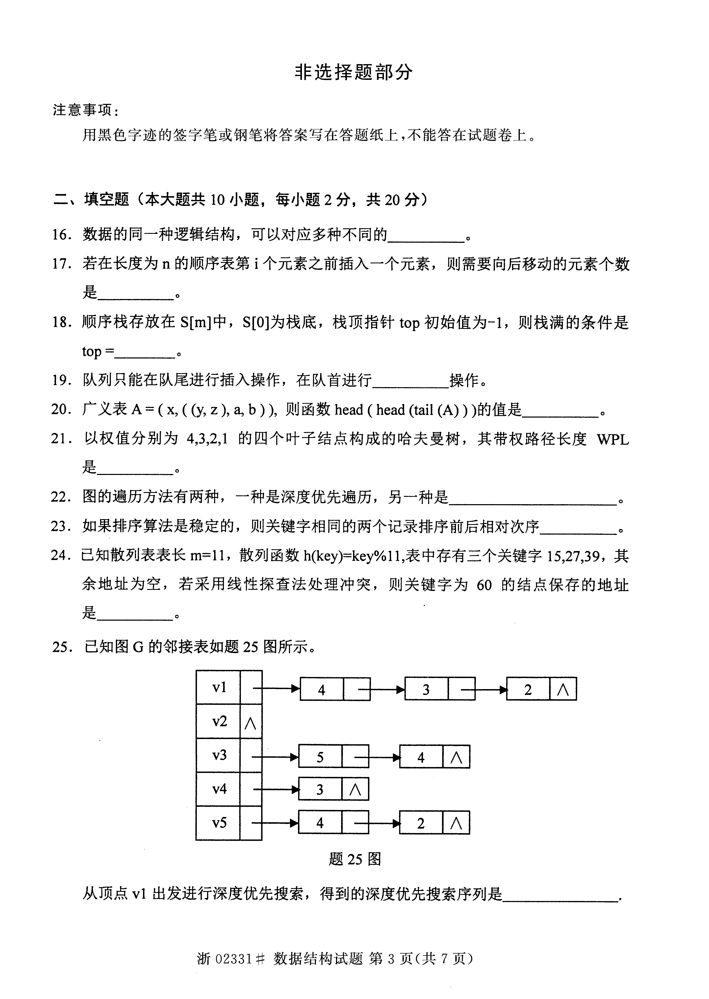 非选择题部分
注意事项:
用黑色字迹的签字笔或钢笔将答案写在答题纸上,不能答在试题卷上。
二、填空题（本大题共 10 小题，每小题 2 分，共 20 分）
16. 数据的同一种逻辑结构，可以对应多种不同的__________。
17. 若在长度为 n 的顺序表第 i 个元素之前插入一个元素，则需要向后移动的元素个数
是__________。
18. 顺序栈存放在 S[m]中，S[0]为栈底，栈顶指针 top 初始值为-1，则栈满的条件是
top =________。
19. 队列只能在队尾进行插入操作，在队首进行__________操作。
20. 广义表 A = ( x, ( (y, z ), a, b ) ), 则函数 head ( head (tail (A) ) )的值是__________。
21. 以权值分别为 4,3,2,1 的四个叶子结点构成的哈夫曼树，其带权路径长度 WPL
是__________。
22. 图的遍历方法有两种，一种是深度优先遍历，另一种是______________________。
23. 如果排序算法是稳定的，则关键字相同的两个记录排序前后相对次序__________。
24. 已知散列表表长 m=11，散列函数 h(key)=key%11,表中存有三个关键字 15,27,39，其
余地址为空，若采用线性探查法处理冲突，则关键字为 60 的结点保存的地址
是__________。
25. 已知图 G 的邻接表如题 25 图所示。
v1 4 3 2 ∧
v2 ∧
v3 5 4 ∧
v4 3 ∧
v5 4 2 ∧
题 25 图
从顶点 v1 出发进行深度优先搜索，得到的深度优先搜索序列是_______________.
浙 02331# 数据结构试题 第 3 页(共 7 页)